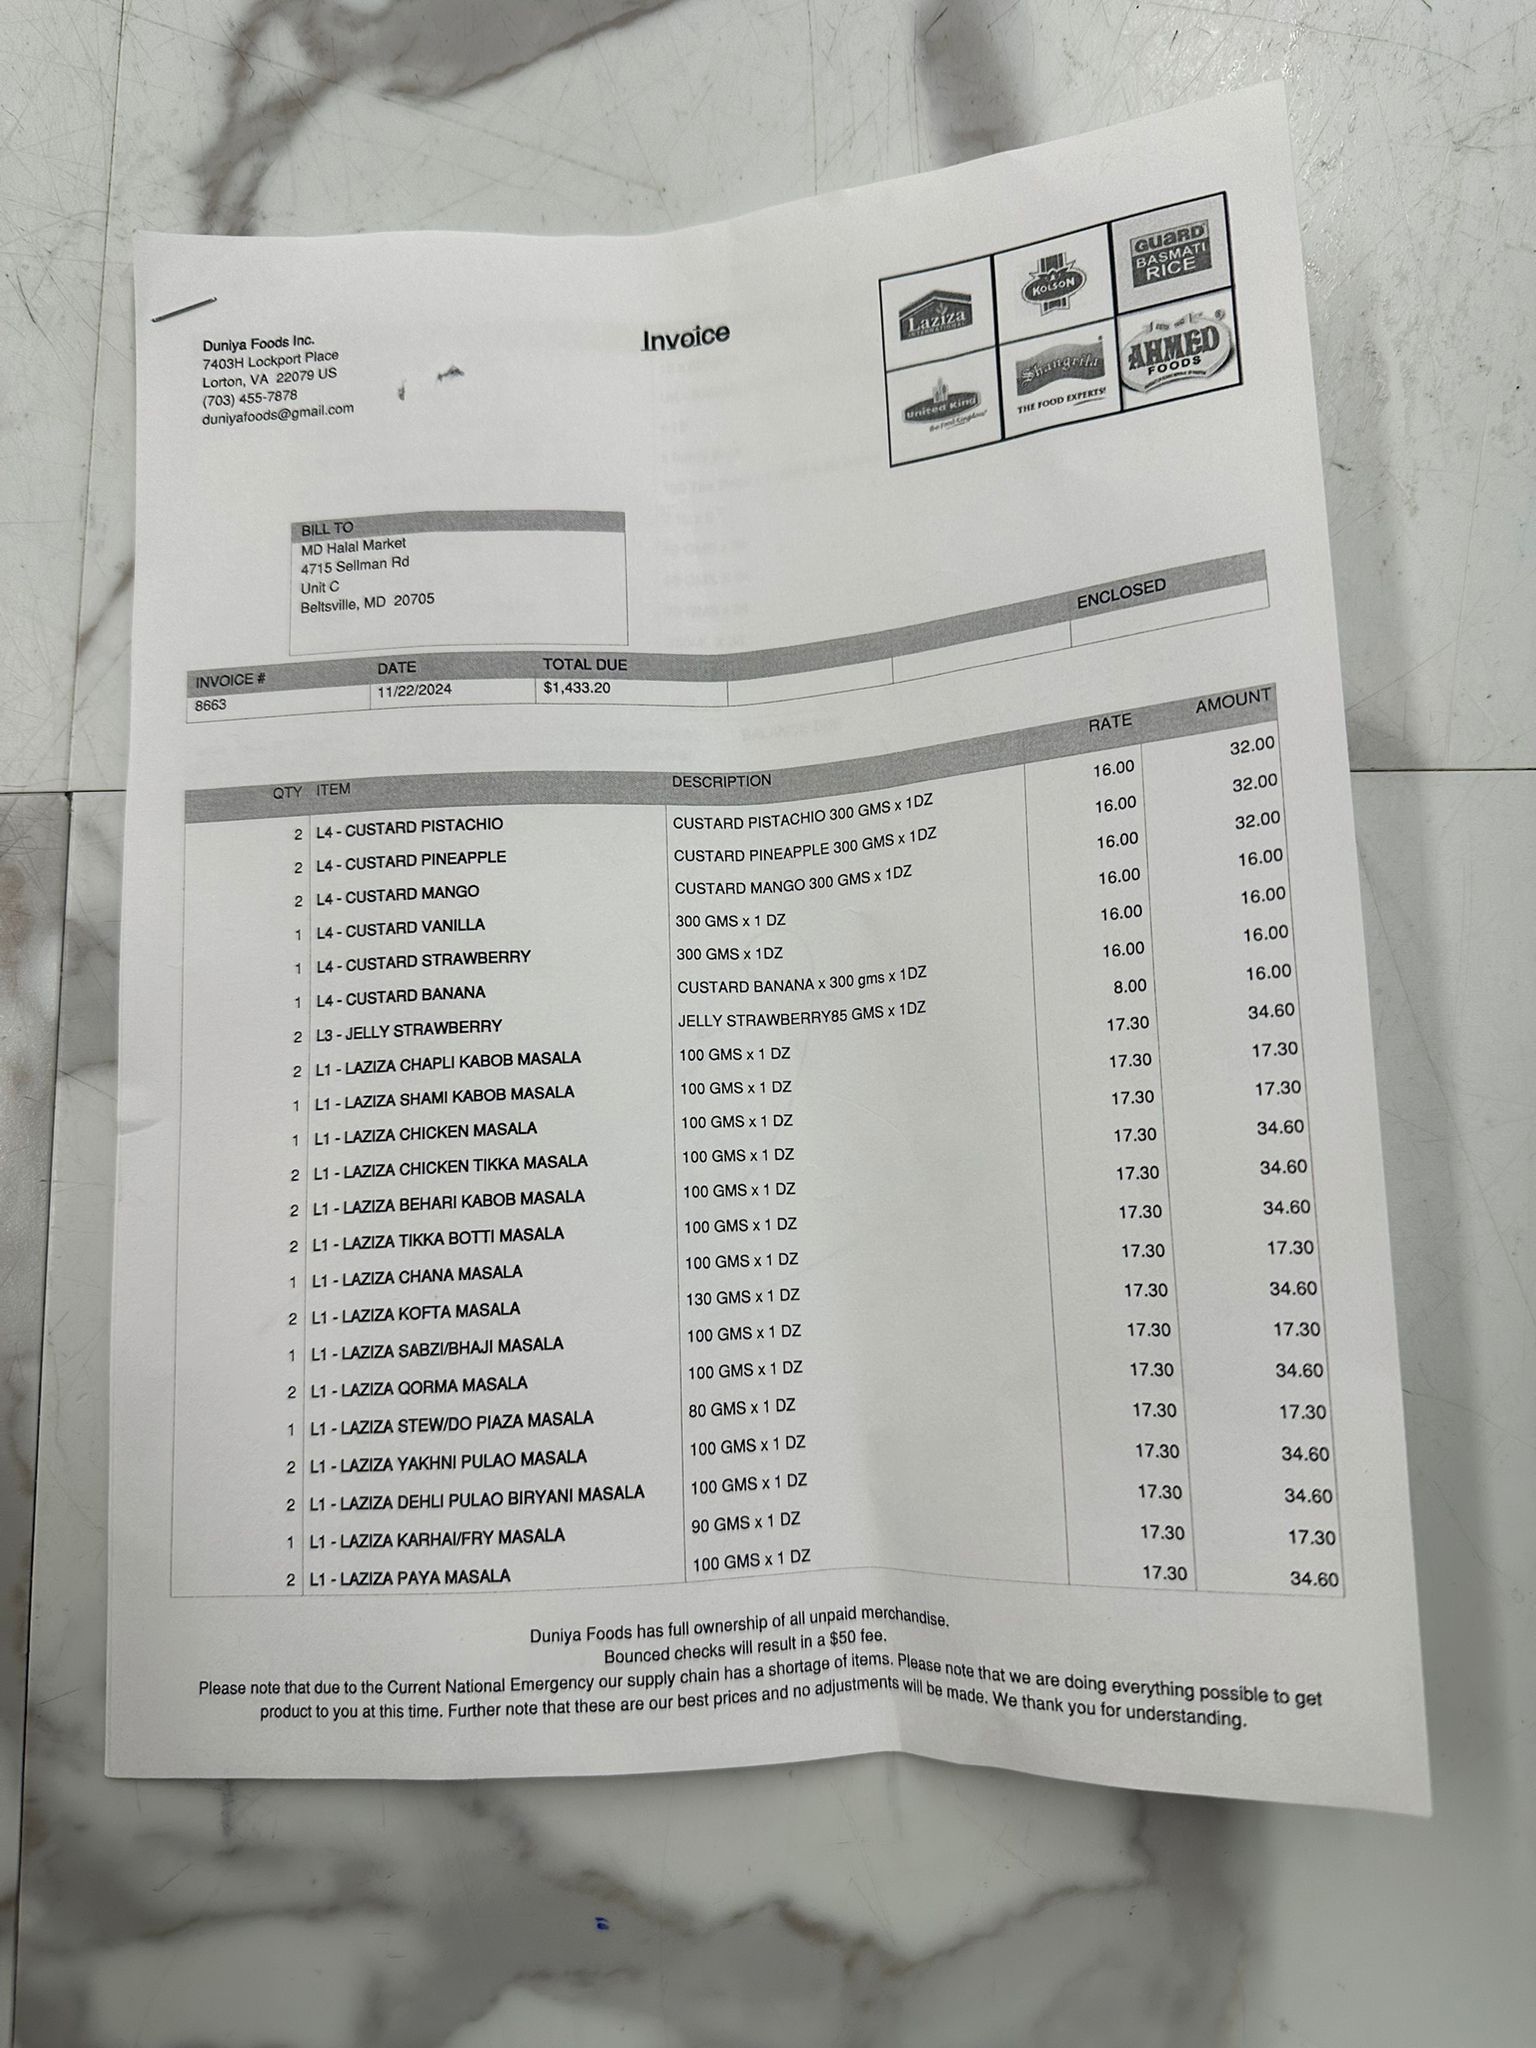 Duniya Foods Inc.
7403H Lockport Place
Lorton, VA 22079 US
(703) 455-7878
duniyafoods@gmail.com
Invoice
Laziza
INTERNATIONAL
KOLSON
GUARD
BASMATI
RICE
United King
Shangrila
THE FOOD EXPERTS!
AHMED
FOODS
BILL TO
MD Halal Market
4715 Sellman Rd
Unit C
Beltsville, MD 20705
INVOICE # DATE TOTAL DUE ENCLOSED
8663 11/22/2024 $1,433.20
QTY ITEM DESCRIPTION RATE AMOUNT
2 L4 - CUSTARD PISTACHIO CUSTARD PISTACHIO 300 GMS x 1DZ 16.00 32.00
2 L4 - CUSTARD PINEAPPLE CUSTARD PINEAPPLE 300 GMS x 1DZ 16.00 32.00
2 L4 - CUSTARD MANGO CUSTARD MANGO 300 GMS x 1DZ 16.00 32.00
1 L4 - CUSTARD VANILLA 300 GMS x 1 DZ 16.00 16.00
1 L4 - CUSTARD STRAWBERRY 300 GMS x 1DZ 16.00 16.00
1 L4 - CUSTARD BANANA CUSTARD BANANA x 300 gms x 1DZ 16.00 16.00
2 L3 - JELLY STRAWBERRY JELLY STRAWBERRY85 GMS x 1DZ 8.00 16.00
2 L1 - LAZIZA CHAPLI KABOB MASALA 100 GMS x 1 DZ 17.30 34.60
1 L1 - LAZIZA SHAMI KABOB MASALA 100 GMS x 1 DZ 17.30 17.30
1 L1 - LAZIZA CHICKEN MASALA 100 GMS x 1 DZ 17.30 17.30
2 L1 - LAZIZA CHICKEN TIKKA MASALA 100 GMS x 1 DZ 17.30 34.60
2 L1 - LAZIZA BEHARI KABOB MASALA 100 GMS x 1 DZ 17.30 34.60
2 L1 - LAZIZA TIKKA BOTTI MASALA 100 GMS x 1 DZ 17.30 34.60
1 L1 - LAZIZA CHANA MASALA 100 GMS x 1 DZ 17.30 17.30
2 L1 - LAZIZA KOFTA MASALA 130 GMS x 1 DZ 17.30 34.60
1 L1 - LAZIZA SABZI/BHAJI MASALA 100 GMS x 1 DZ 17.30 17.30
2 L1 - LAZIZA QORMA MASALA 100 GMS x 1 DZ 17.30 34.60
1 L1 - LAZIZA STEW/DO PIAZA MASALA 80 GMS x 1 DZ 17.30 17.30
2 L1 - LAZIZA YAKHNI PULAO MASALA 100 GMS x 1 DZ 17.30 34.60
2 L1 - LAZIZA DEHLI PULAO BIRYANI MASALA 100 GMS x 1 DZ 17.30 34.60
1 L1 - LAZIZA KARHAI/FRY MASALA 90 GMS x 1 DZ 17.30 17.30
2 L1 - LAZIZA PAYA MASALA 100 GMS x 1 DZ 17.30 34.60
Duniya Foods has full ownership of all unpaid merchandise.
Bounced checks will result in a $50 fee.
Please note that due to the Current National Emergency our supply chain has a shortage of items. Please note that we are doing everything possible to get
product to you at this time. Further note that these are our best prices and no adjustments will be made. We thank you for understanding.